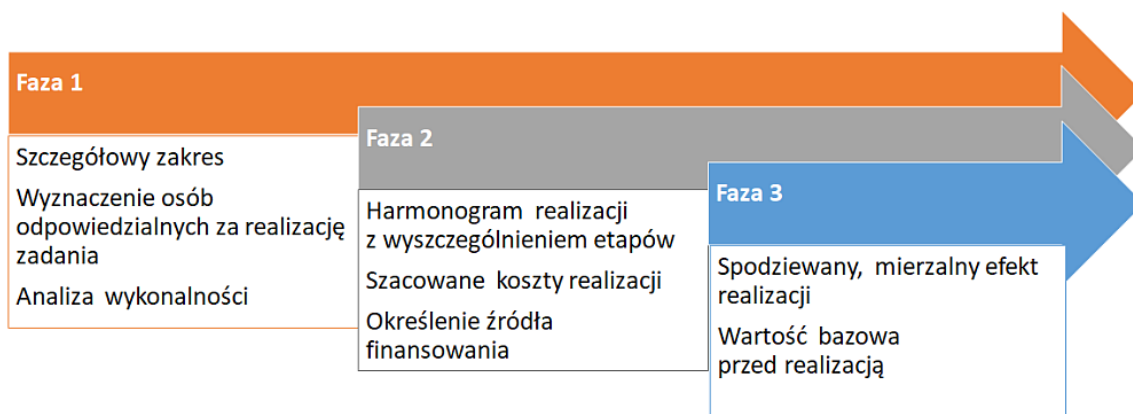 Faza 1
Szczegółowy zakres
Wyznaczenie osób
odpowiedzialnych za realizację
zadania
Analiza wykonalności
Faza 2
Harmonogram realizacji
z wyszczególnieniem etapów
Szacowane koszty realizacji
Określenie źródła
finansowania
Faza 3
Spodziewany, mierzalny efekt
realizacji
Wartość bazowa
przed realizacją